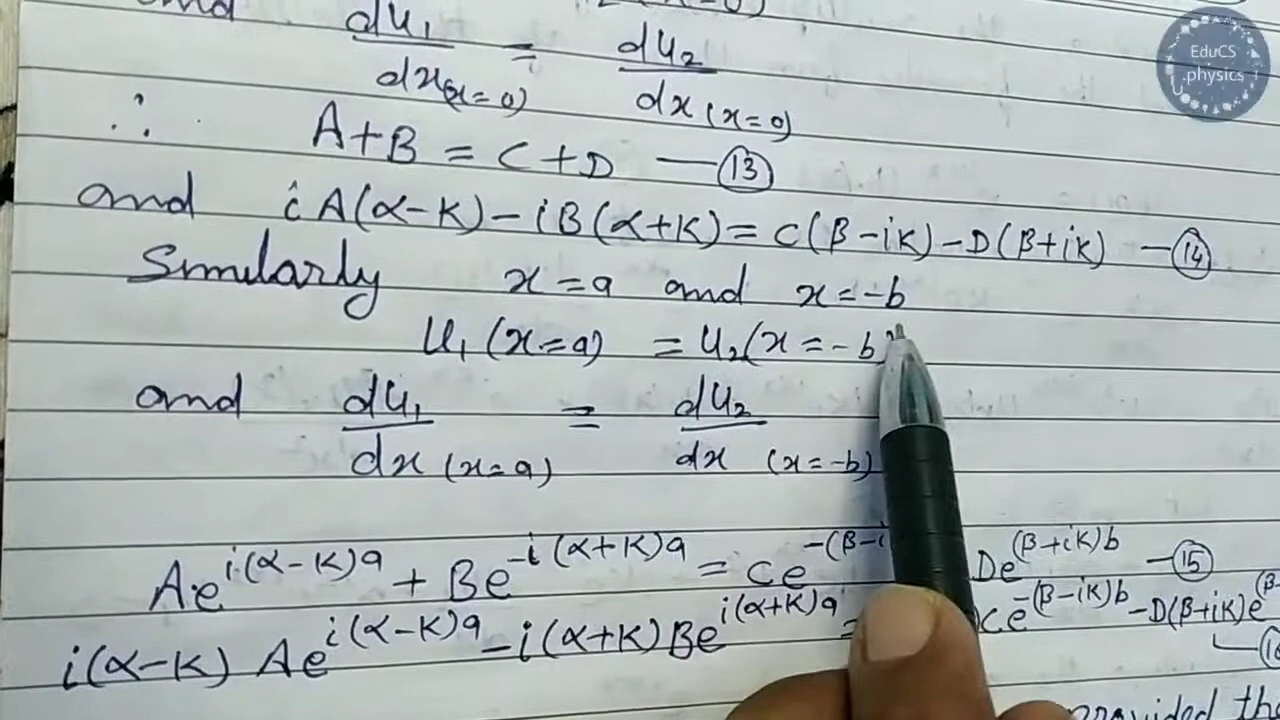 and
EduCS physics
du₁/dx (x=0) = du₂/dx (x=0)
∴ A+B = C+D —(13)
and iA(α-K)-iB(α+K)=C(β-iK)-D(β+iK) —(14)
Similarly x=a and x=-b
U₁(x=a) = U₂(x=-b)
and du₁/dx (x=a) = du₂/dx (x=-b)
Ae^i(α-K)a + Be^-i(α+K)a = Ce^-(β-i De^(β+iK)b —(15)
i(α-K) Ae^i(α-K)a -i(α+K)Be^i(α+K)a = Ce^-(β-iK)b -D(β+iK)e^(β
provided the